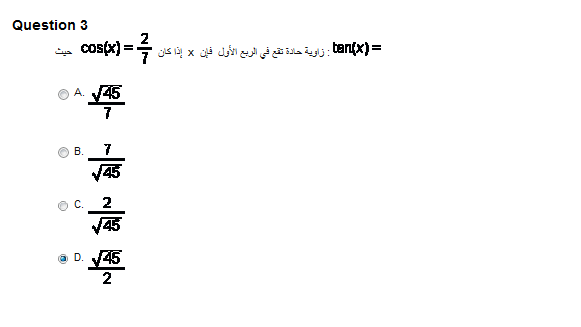 Question 3
إذا كان cos(x) = 2/7 حيث x زاوية حادة تقع في الربع الأول فإن : tan(x) =
A. √45/7
B. 7/√45
C. 2/√45
D. √45/2